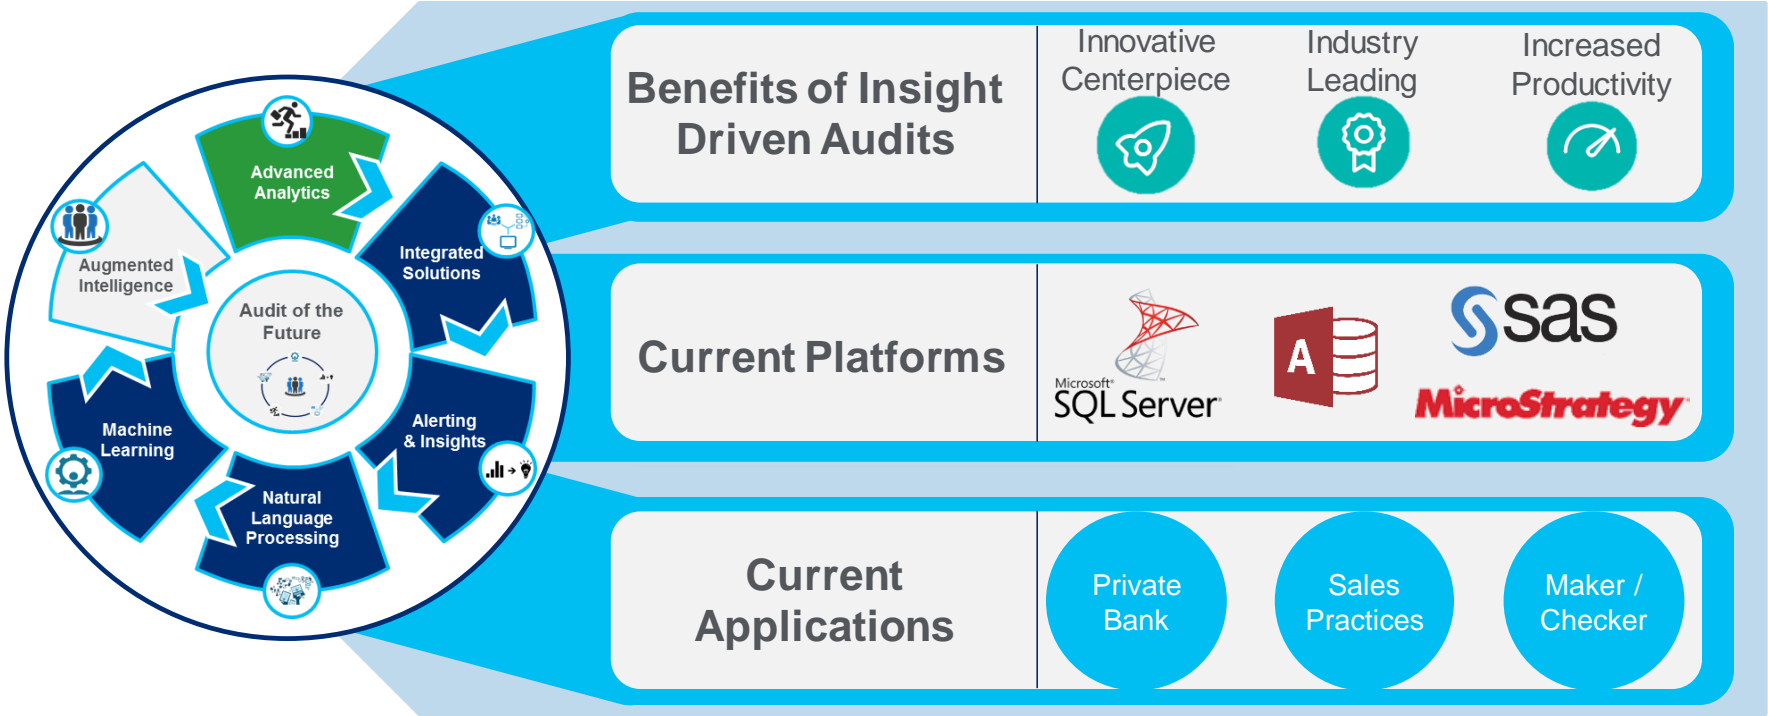 Advanced
Analytics
Integrated
Solutions
Alerting
& Insights
Natural
Language
Processing
Machine
Learning
Augmented
Intelligence
Audit of the
Future
Benefits of Insight
Driven Audits
Innovative
Centerpiece
Industry
Leading
Increased
Productivity
Current Platforms
Microsoft®
SQL Server®
A
sas
MicroStrategy
Current
Applications
Private
Bank
Sales
Practices
Maker /
Checker